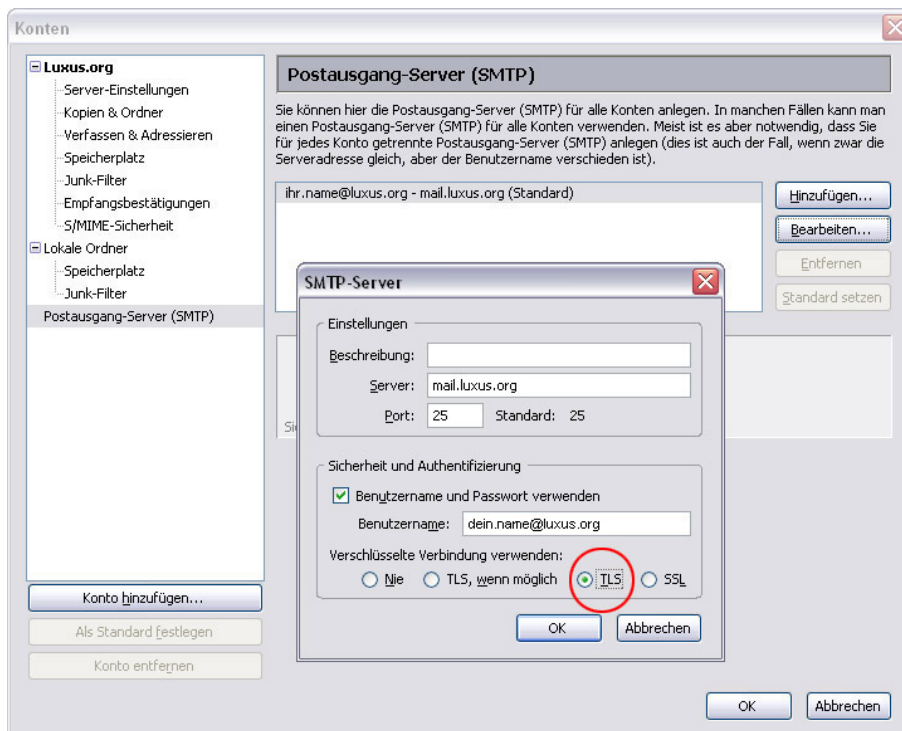 Konten
Luxus.org
Server-Einstellungen
Kopien & Ordner
Verfassen & Adressieren
Speicherplatz
Junk-Filter
Empfangsbestätigungen
S/MIME-Sicherheit
Lokale Ordner
Speicherplatz
Junk-Filter
Postausgang-Server (SMTP)
Konto hinzufügen...
Als Standard festlegen
Konto entfernen
Postausgang-Server (SMTP)
Sie können hier die Postausgang-Server (SMTP) für alle Konten anlegen. In manchen Fällen kann man
einen Postausgang-Server (SMTP) für alle Konten verwenden. Meist ist es aber notwendig, dass Sie
für jedes Konto getrennte Postausgang-Server (SMTP) anlegen (dies ist auch der Fall, wenn zwar die
Serveradresse gleich, aber der Benutzername verschieden ist).
ihr.name@luxus.org - mail.luxus.org (Standard)
Hinzufügen...
Bearbeiten...
Entfernen
Standard setzen
SMTP-Server
Einstellungen
Beschreibung:
Server: mail.luxus.org
Port: 25 Standard: 25
Sicherheit und Authentifizierung
Benutzername und Passwort verwenden
Benutzername: dein.name@luxus.org
Verschlüsselte Verbindung verwenden:
Nie TLS, wenn möglich TLS SSL
OK Abbrechen
OK Abbrechen